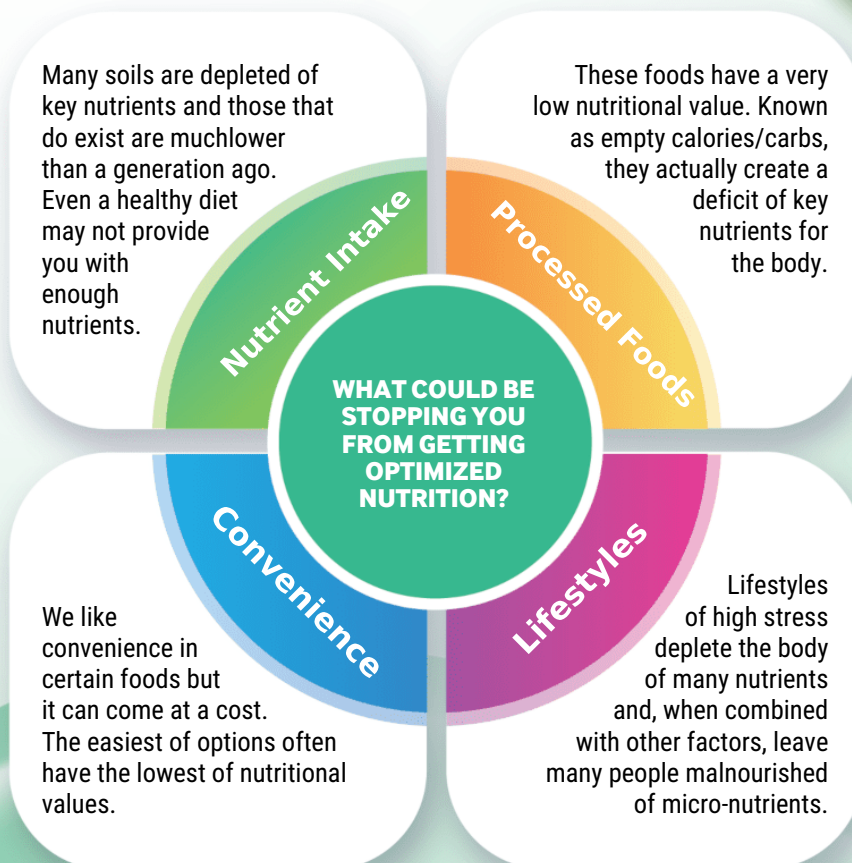 Many soils are depleted of
key nutrients and those that
do exist are muchlower
than a generation ago.
Even a healthy diet
may not provide
you with
enough
nutrients.
Nutrient Intake
These foods have a very
low nutritional value. Known
as empty calories/carbs,
they actually create a
deficit of key
nutrients for
the body.
Processed Foods
WHAT COULD BE
STOPPING YOU
FROM GETTING
OPTIMIZED
NUTRITION?
Convenience
We like
convenience in
certain foods but
it can come at a cost.
The easiest of options often
have the lowest of nutritional
values.
Lifestyles
Lifestyles
of high stress
deplete the body
of many nutrients
and, when combined
with other factors, leave
many people malnourished
of micro-nutrients.